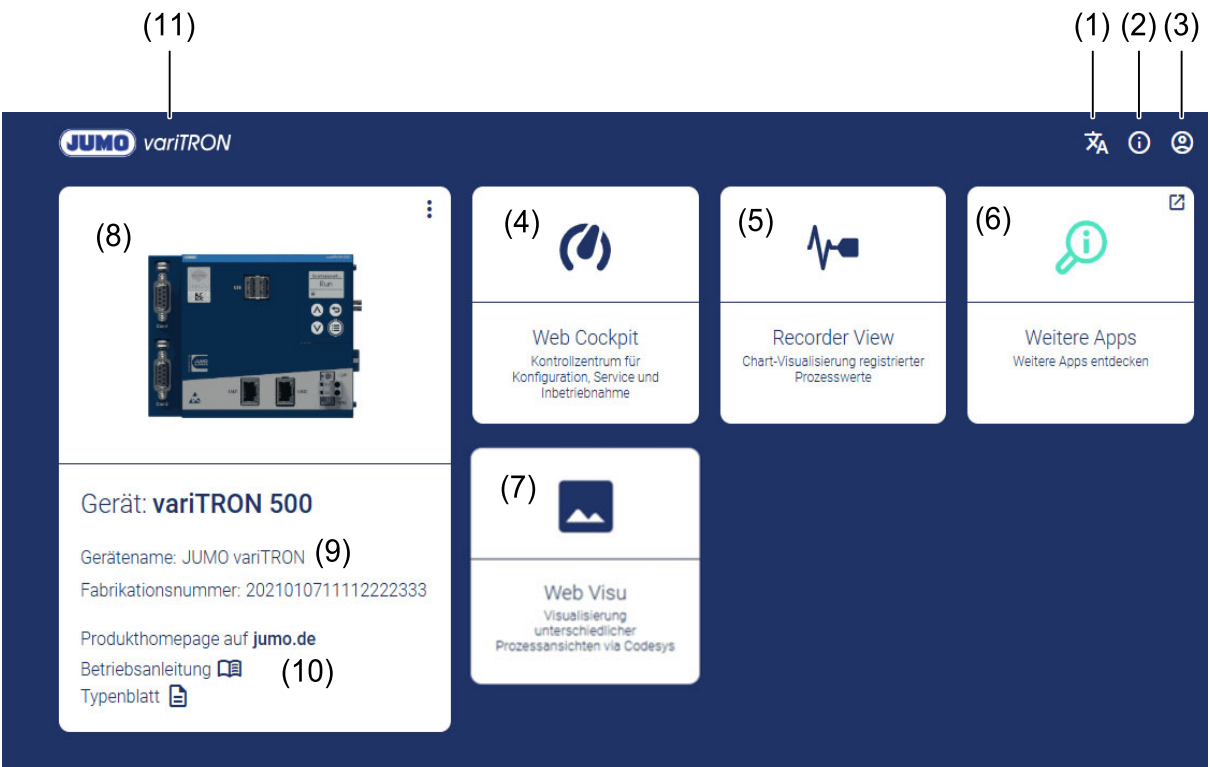 (11)
(1) (2) (3)
JUMO variTRON
(8)
Run
(4)
Web Cockpit
Kontrollzentrum für
Konfiguration, Service und
Inbetriebnahme
(5)
Recorder View
Chart-Visualisierung registrierter
Prozesswerte
(6)
Weitere Apps
Weitere Apps entdecken
Gerät: variTRON 500
Gerätename: JUMO variTRON (9)
Fabrikationsnummer: 2021010711112222333
Produkthomepage auf jumo.de
Betriebsanleitung (10)
Typenblatt
(7)
Web Visu
Visualisierung
unterschiedlicher
Prozessansichten via Codesys